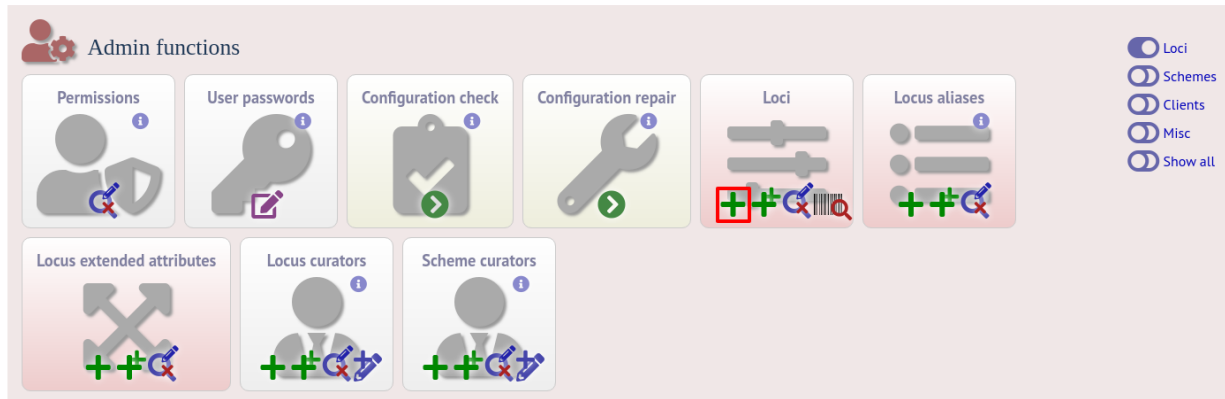 Admin functions
Loci
Schemes
Clients
Misc
Show all
Permissions
User passwords
Configuration check
Configuration repair
Loci
Locus aliases
Locus extended attributes
Locus curators
Scheme curators